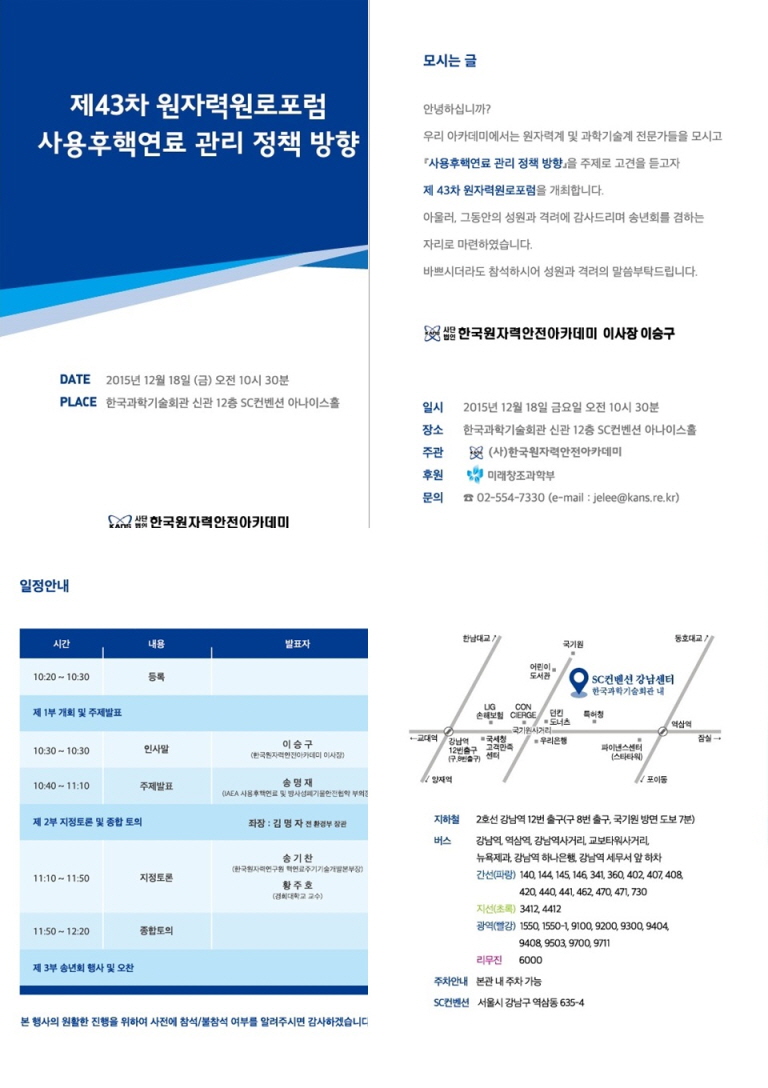 제43차 원자력원로포럼
사용후핵연료 관리 정책 방향
DATE 2015년 12월 18일 (금) 오전 10시 30분
PLACE 한국과학기술회관 신관 12층 SC컨벤션 아나이스홀
KANS 사단법인 한국원자력안전아카데미
모시는 글
안녕하십니까?
우리 아카데미에서는 원자력계 및 과학기술계 전문가들을 모시고
『사용후핵연료 관리 정책 방향』을 주제로 고견을 듣고자
제 43차 원자력원로포럼을 개최합니다.
아울러, 그동안의 성원과 격려에 감사드리며 송년회를 겸하는
자리로 마련하였습니다.
바쁘시더라도 참석하시어 성원과 격려의 말씀부탁드립니다.
KANS 사단법인 한국원자력안전아카데미 이사장 이승구
일시 2015년 12월 18일 금요일 오전 10시 30분
장소 한국과학기술회관 신관 12층 SC컨벤션 아나이스홀
주관 (사)한국원자력안전아카데미
후원 미래창조과학부
문의 ☎ 02-554-7330 (e-mail : jelee@kans.re.kr)
일정안내
시간 내용 발표자
10:20 ~ 10:30 등록
제 1부 개회 및 주제발표
10:30 ~ 10:30 인사말 이 승 구
(한국원자력안전아카데미 이사장)
10:40 ~ 11:10 주제발표 송 명 재
(IAEA 사용후핵연료 및 방사성폐기물안전협약 부의장
제 2부 지정토론 및 종합 토의 좌장 : 김 명 자 전 환경부 장관
11:10 ~ 11:50 지정토론 송 기 찬
(한국원자력연구원 핵연료주기기술개발본부장)
황 주 호
(경희대학교 교수)
11:50 ~ 12:20 종합토의
제 3부 송년회 행사 및 오찬
본 행사의 원활한 진행을 위하여 사전에 참석/불참석 여부를 알려주시면 감사하겠습니다
한남대교
국기원
동호대교
어린이
도서관
SC컨벤션 강남센터
한국과학기술회관 내
LIG
손해보험
CON
CIERGE
던킨
도너츠
특허청
국기원사거리
역삼역
←교대역
강남역
12번출구
(구,8번출구)
국세청
고객만족
센터
우리은행
파이낸스센터
(스타타워)
잠실→
양재역
포이동
지하철 2호선 강남역 12번 출구(구 8번 출구, 국기원 방면 도보 7분)
버스 강남역, 역삼역, 강남역사거리, 교보타워사거리,
뉴욕제과, 강남역 하나은행, 강남역 세무서 앞 하차
간선(파랑) 140, 144, 145, 146, 341, 360, 402, 407, 408,
420, 440, 441, 462, 470, 471, 730
지선(초록) 3412, 4412
광역(빨강) 1550, 1550-1, 9100, 9200, 9300, 9404,
9408, 9503, 9700, 9711
리무진 6000
주차안내 본관 내 주차 가능
SC컨벤션 서울시 강남구 역삼동 635-4